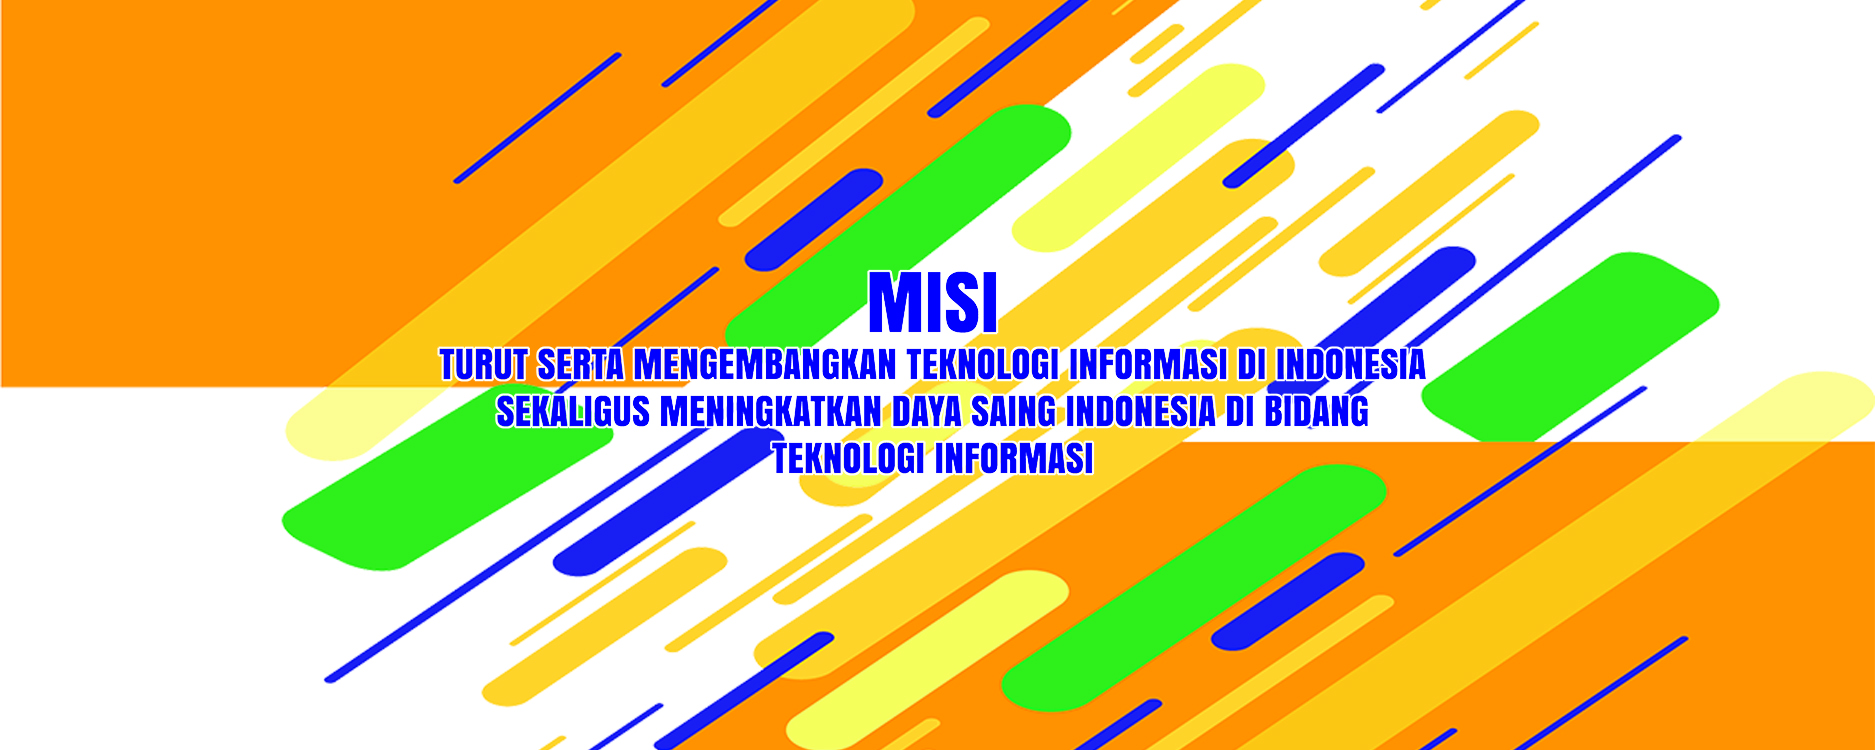 MISI
TURUT SERTA MENGEMBANGKAN TEKNOLOGI INFORMASI DI INDONESIA
SEKALIGUS MENINGKATKAN DAYA SAING INDONESIA DI BIDANG
TEKNOLOGI INFORMASI